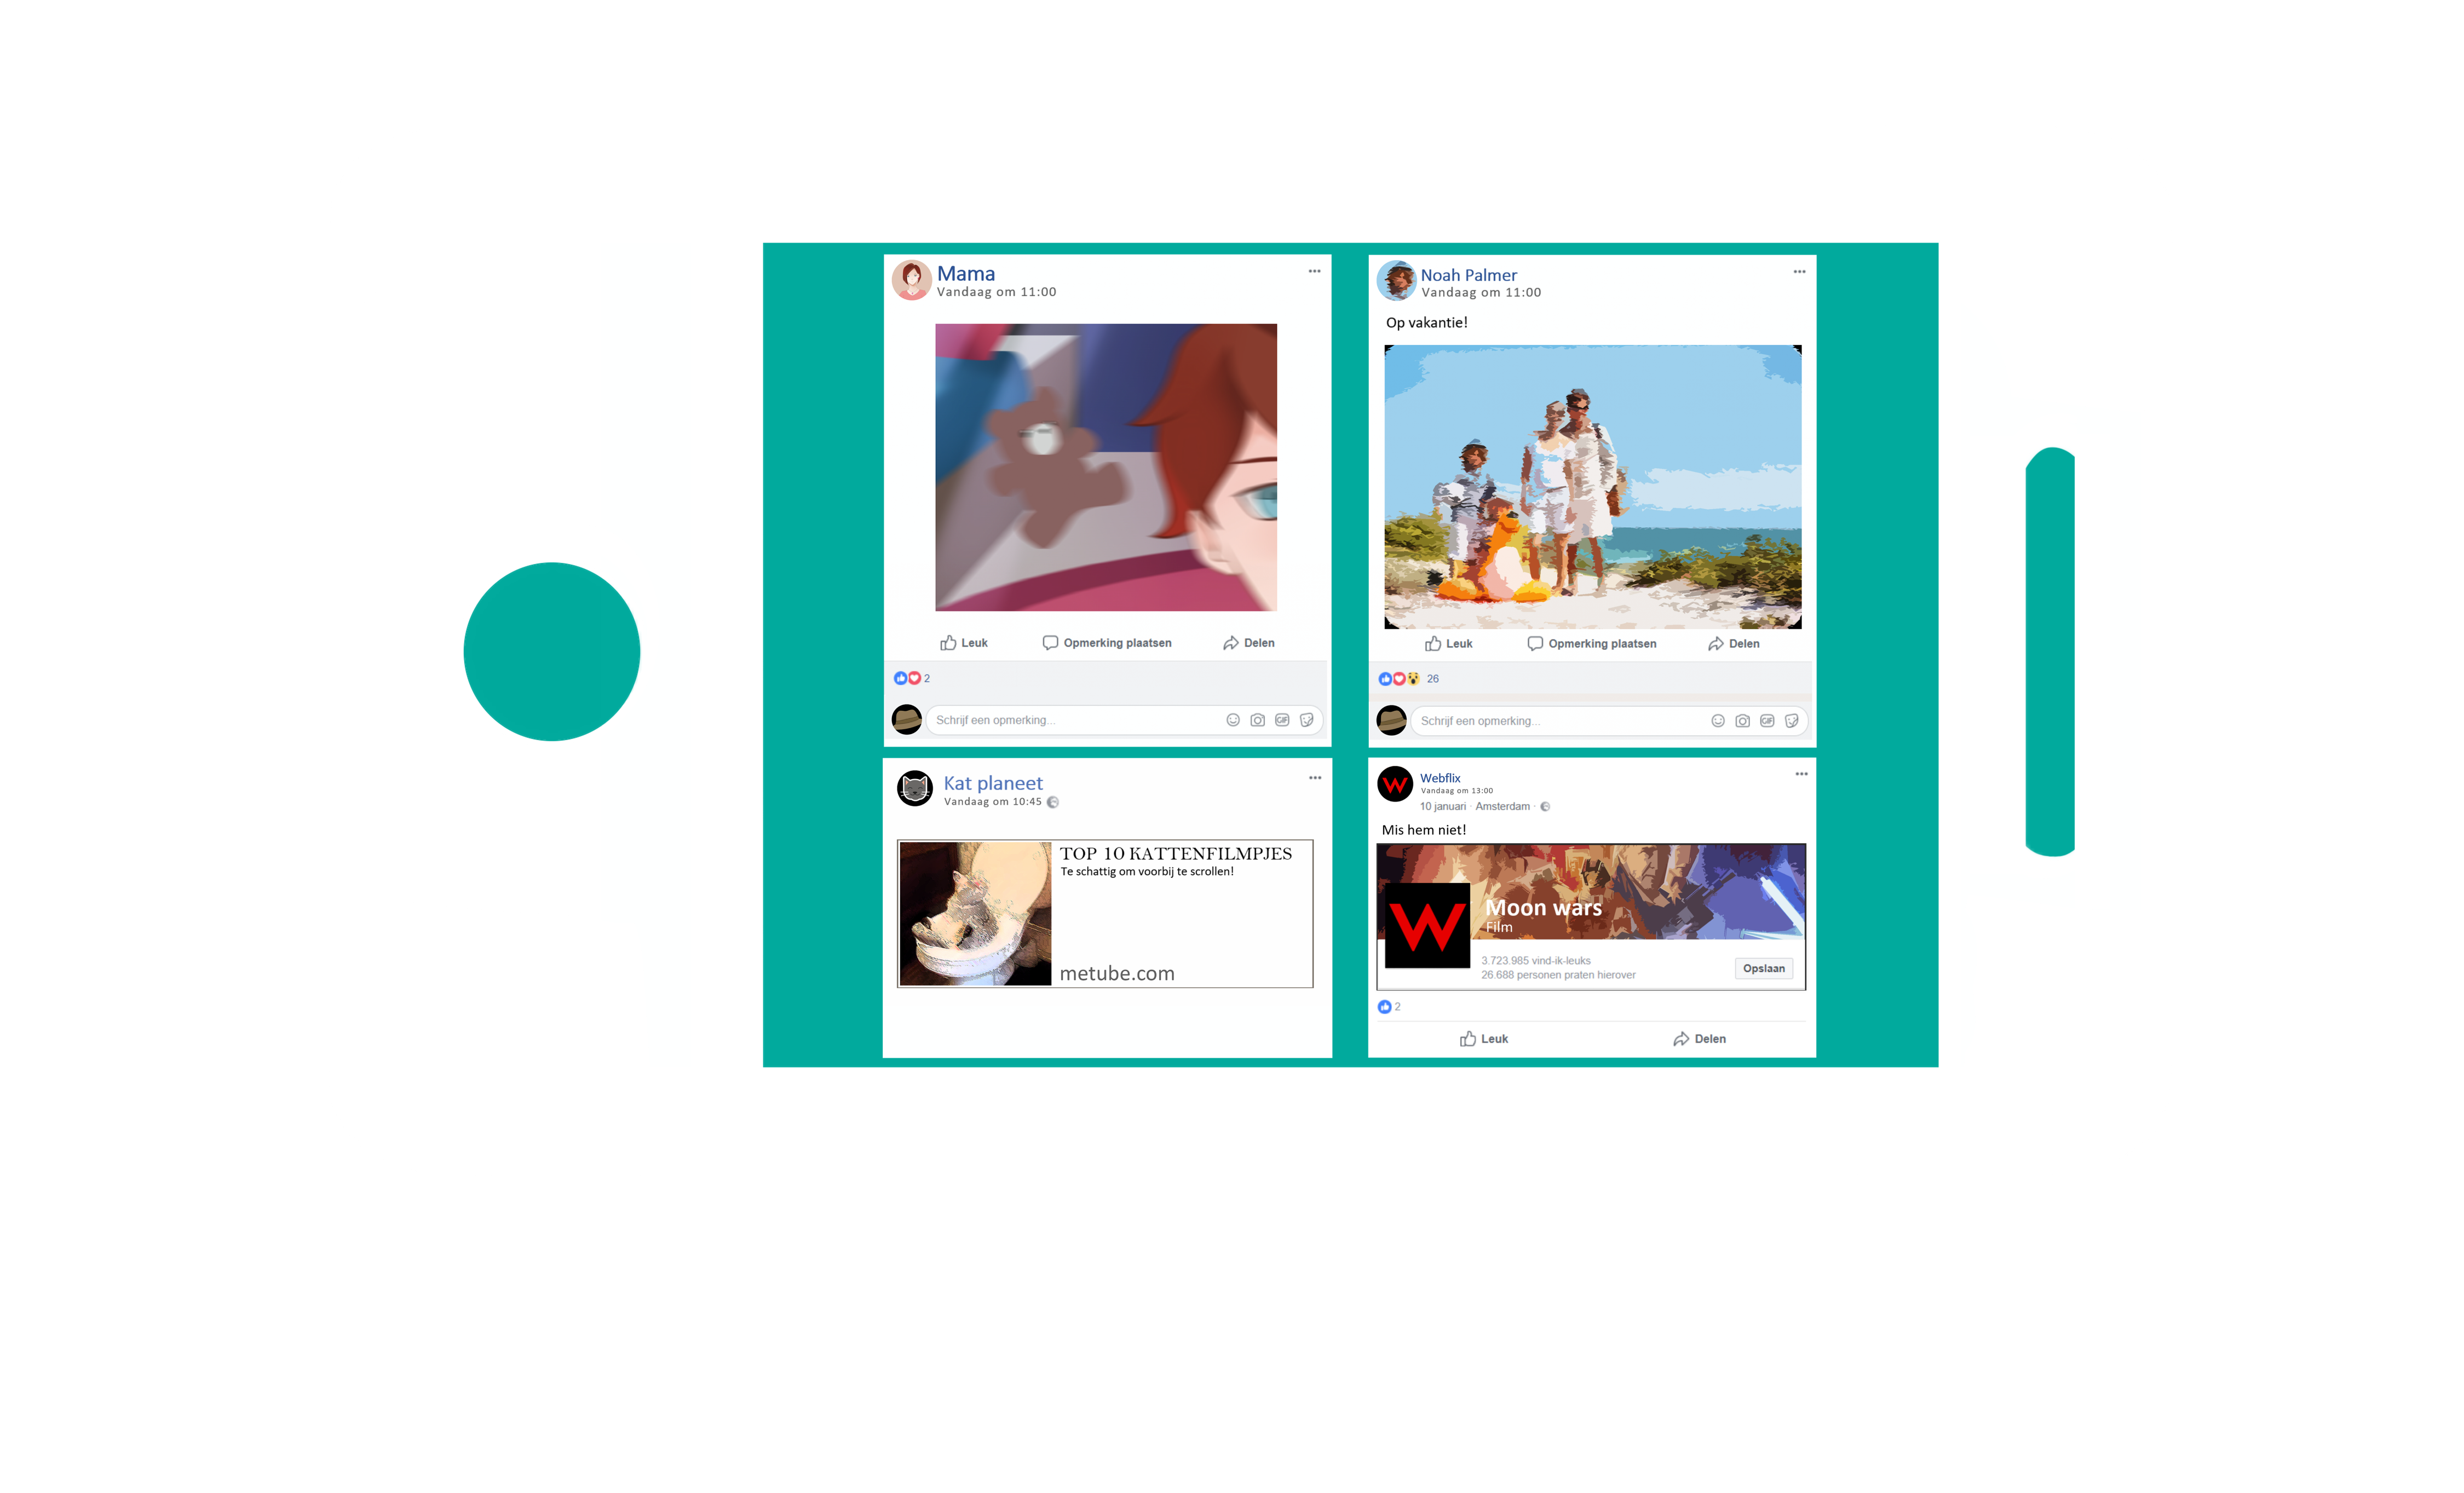 Mama
Vandaag om 11:00
Leuk
Opmerking plaatsen
Delen
2
Schrijf een opmerking...
GIF
Noah Palmer
Vandaag om 11:00
Op vakantie!
Leuk
Opmerking plaatsen
Delen
26
Schrijf een opmerking...
GIF
Kat planeet
Vandaag om 10:45
TOP 10 KATTENFILMPJES
Te schattig om voorbij te scrollen!
metube.com
W
Webflix
Vandaag om 13:00
10 januari · Amsterdam ·
Mis hem niet!
W
Moon wars
Film
3.723.985 vind-ik-leuks
26.688 personen praten hierover
Opslaan
2
Leuk
Delen